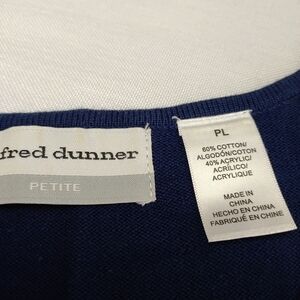 fred dunner
PETITE
PL
60% COTTON/
ALGODÓN/COTON
40% ACRYLIC/
ACRÍLICO/
ACRYLIQUE
MADE IN
CHINA
HECHO EN CHINA
FABRIQUÉ EN CHINE